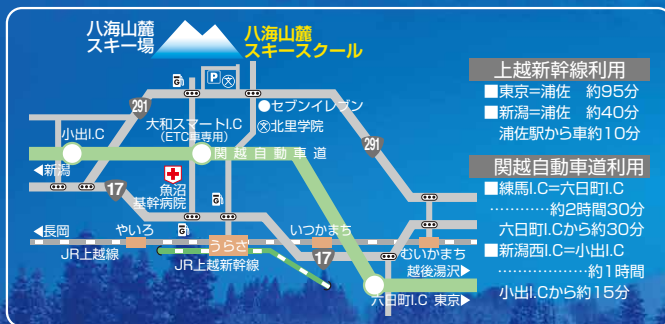 八海山麓
スキー場
八海山麓
スキースクール
P 文
291
セブンイレブン
文北里学院
大和スマートI.C
(ETC車専用)
小出I.C
関越自動車道
291
◀新潟
17
魚沼
基幹病院
◀長岡
やいろ
うらさ
いつかまち
むいかまち
JR上越線
JR上越新幹線
17
越後湯沢▶
六日町I.C 東京▶
上越新幹線利用
■東京=浦佐 約95分
■新潟=浦佐 約40分
浦佐駅から車約10分
関越自動車道利用
■練馬I.C=六日町I.C
…………約2時間30分
六日町I.Cから約30分
■新潟西I.C=小出I.C
………………約1時間
小出I.Cから約15分